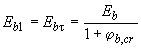 E_{b1} = E_{bτ} = \frac{E_b}{1 + φ_{b,cr}}